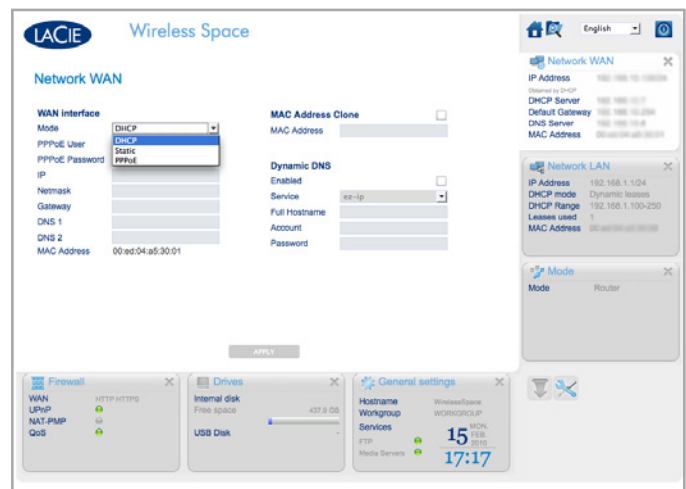 LACIE
Wireless Space
English
Network WAN
WAN interface
Mode DHCP
DHCP
Static
PPPoE
PPPoE User
PPPoE Password
IP
Netmask
Gateway
DNS 1
DNS 2
MAC Address 00:ed:04:a5:30:01
MAC Address Clone
MAC Address
Dynamic DNS
Enabled
Service ez-ip
Full Hostname
Account
Password
APPLY
Network WAN
IP Address
Obtained by DHCP
DHCP Server
Default Gateway
DNS Server
MAC Address
Network LAN
IP Address 192.168.1.1/24
DHCP mode Dynamic leases
DHCP Range 192.168.1.100-250
Leases used 1
MAC Address
Mode
Mode Router
Firewall
WAN HTTP HTTPS
UPnP
NAT-PMP
QoS
Drives
Internal disk
Free space 437.5 GB
USB Disk -
General settings
Hostname WirelessSpace
Workgroup WORKGROUP
Services
FTP
Media Servers
15 MON.
FEB.
2010
17:17